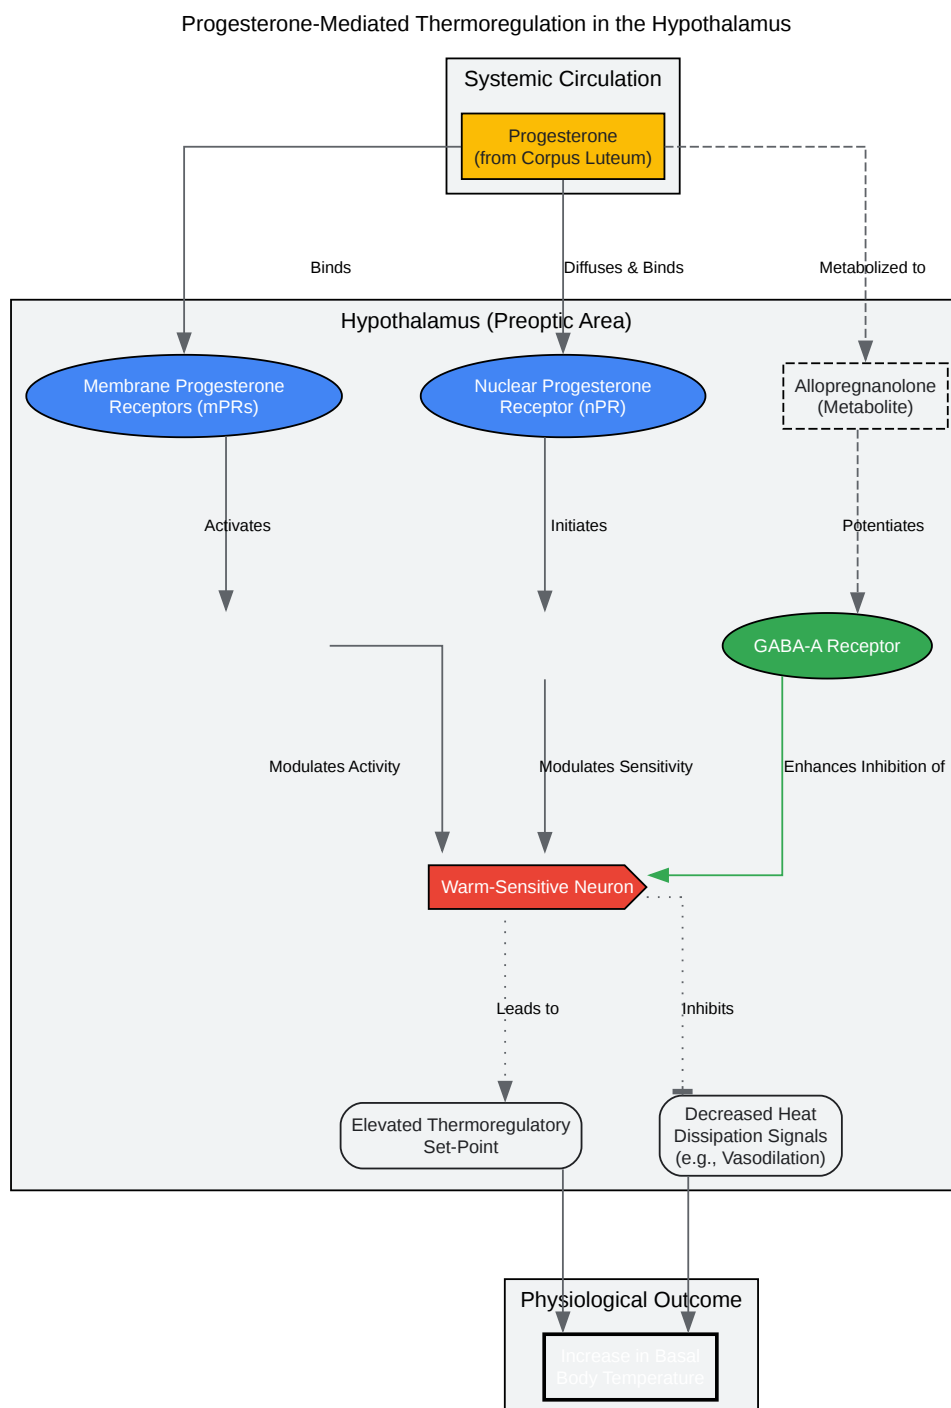 Progesterone-Mediated Thermoregulation in the Hypothalamus
Systemic Circulation
Progesterone
(from Corpus Luteum)
Binds
Diffuses & Binds
Metabolized to
Hypothalamus (Preoptic Area)
Membrane Progesterone
Receptors (mPRs)
Nuclear Progesterone
Receptor (nPR)
Allopregnanolone
(Metabolite)
Activates
Initiates
Potentiates
GABA-A Receptor
Modulates Activity
Modulates Sensitivity
Enhances Inhibition of
Warm-Sensitive Neuron
Leads to
Inhibits
Elevated Thermoregulatory
Set-Point
Decreased Heat
Dissipation Signals
(e.g., Vasodilation)
Physiological Outcome
Increase in Basal
Body Temperature